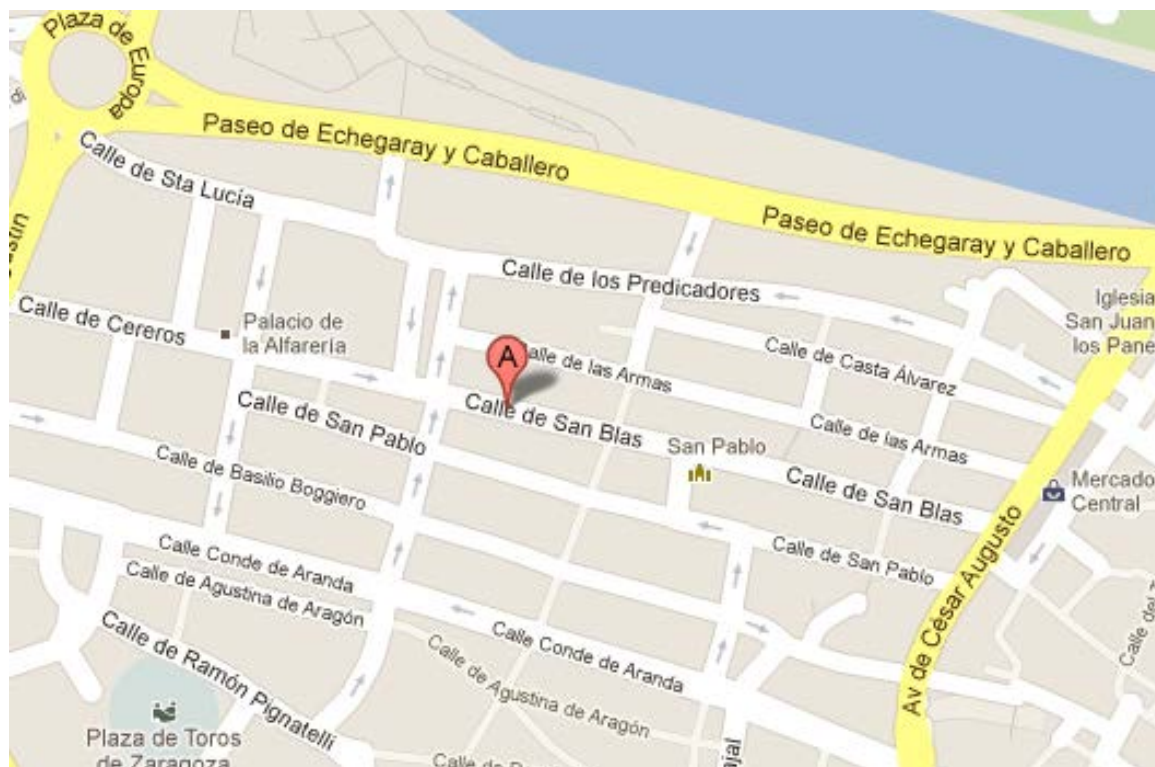 Plaza de Europa
Paseo de Echegaray y Caballero
Calle de Sta Lucía
Paseo de Echegaray y Caballero
Calle de los Predicadores
Iglesia
San Juan
los Pane
Calle de Cereros
Palacio de
la Alfarería
Calle de Casta Álvarez
Calle de las Armas
A
Calle de San Blas
Calle de San Pablo
Calle de las Armas
San Pablo
Calle de Basilio Boggiero
Calle de San Blas
Mercado
Central
Calle de San Pablo
Calle Conde de Aranda
Calle de Agustina de Aragón
Av de César Augusto
Calle del
Calle de Ramón Pignatelli
Calle Conde de Aranda
Calle de Agustina de Aragón
Plaza de Toros
de Zaragoza